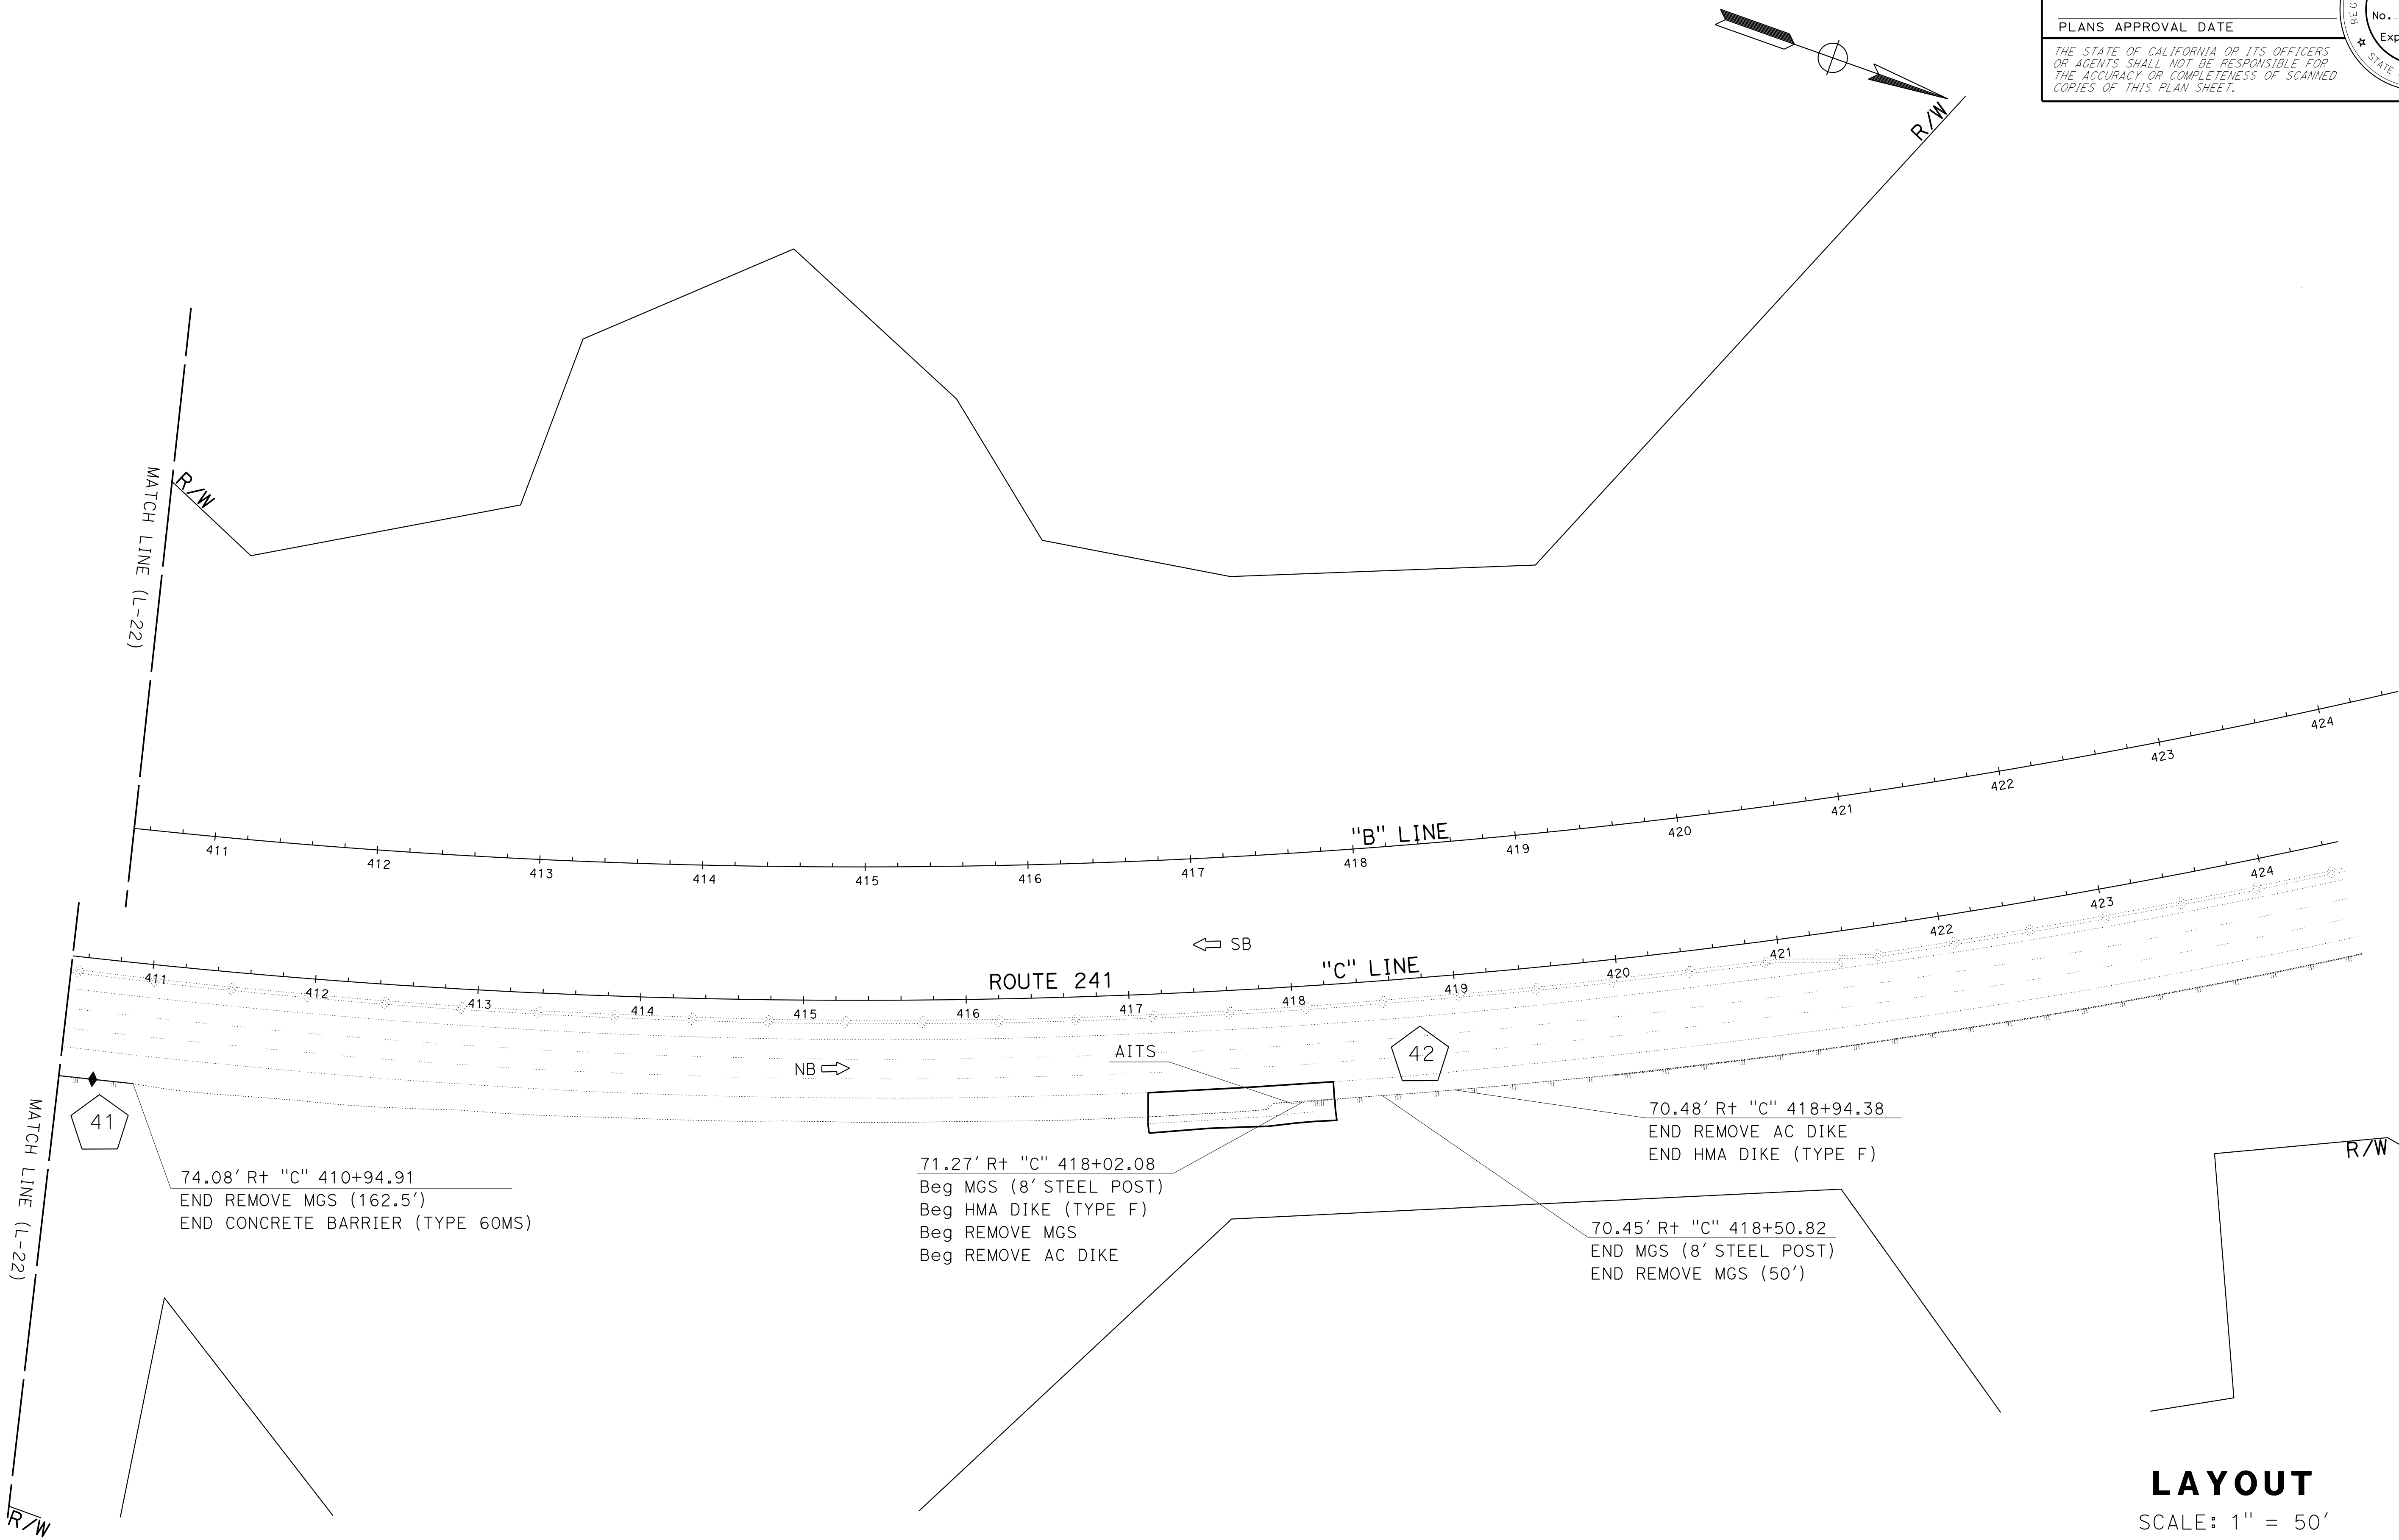 PLANS APPROVAL DATE
THE STATE OF CALIFORNIA OR ITS OFFICERS
OR AGENTS SHALL NOT BE RESPONSIBLE FOR
THE ACCURACY OR COMPLETENESS OF SCANNED
COPIES OF THIS PLAN SHEET.
REG
No.
Exp
STATE
R/W
R/W
MATCH LINE (L-22)
"B" LINE
411
412
413
414
415
416
417
418
419
420
421
422
423
424
SB
ROUTE 241
"C" LINE
411
412
413
414
415
416
417
418
419
420
421
422
423
424
NB
AITS
42
41
MATCH LINE (L-22)
74.08' Rt "C" 410+94.91
END REMOVE MGS (162.5')
END CONCRETE BARRIER (TYPE 60MS)
71.27' Rt "C" 418+02.08
Beg MGS (8' STEEL POST)
Beg HMA DIKE (TYPE F)
Beg REMOVE MGS
Beg REMOVE AC DIKE
70.48' Rt "C" 418+94.38
END REMOVE AC DIKE
END HMA DIKE (TYPE F)
70.45' Rt "C" 418+50.82
END MGS (8' STEEL POST)
END REMOVE MGS (50')
R/W
R/W
LAYOUT
SCALE: 1" = 50'